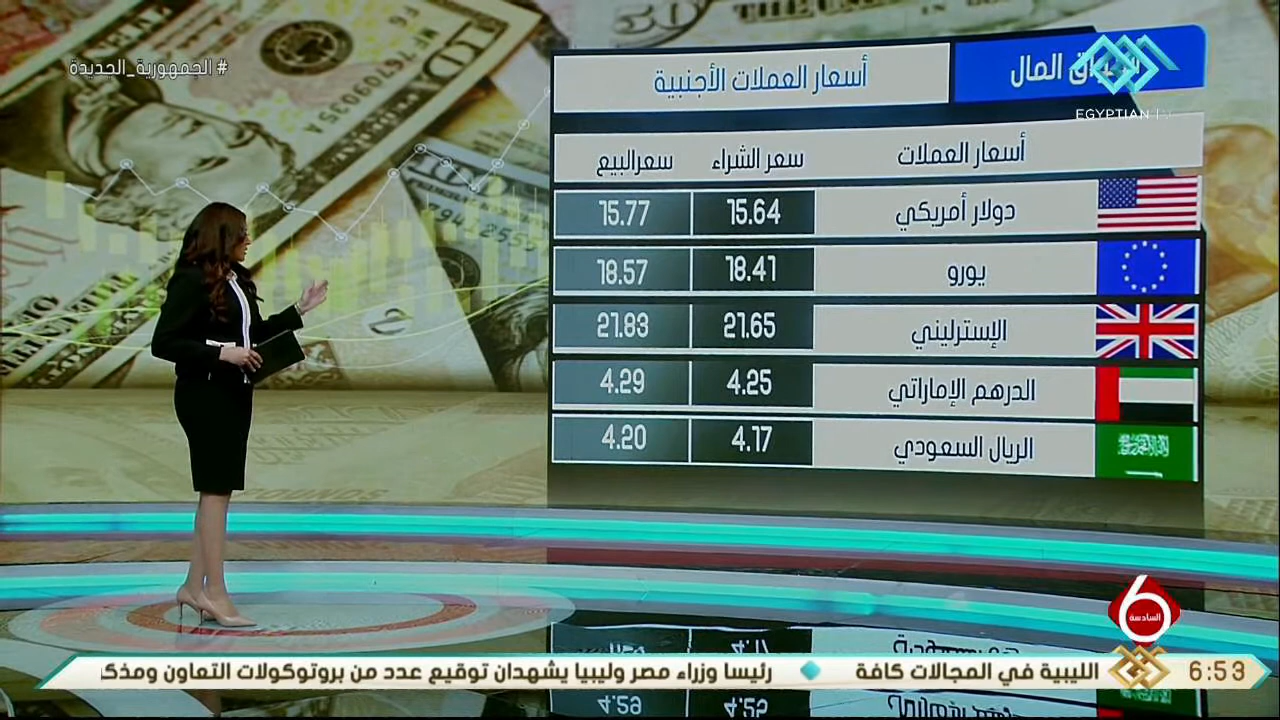 #الجمهورية_الجديدة
المال
EGYPTIAN
أسعار العملات الأجنبية
أسعار العملات سعر الشراء سعرالبيع
دولار أمريكي 15.64 15.77
يورو 18.41 18.57
الإسترليني 21.65 21.83
الدرهم الإماراتي 4.25 4.29
الريال السعودي 4.17 4.20
6
السادسة
6:53
الليبية في المجالات كافة رئيسا وزراء مصر وليبيا يشهدان توقيع عدد من بروتوكولات التعاون